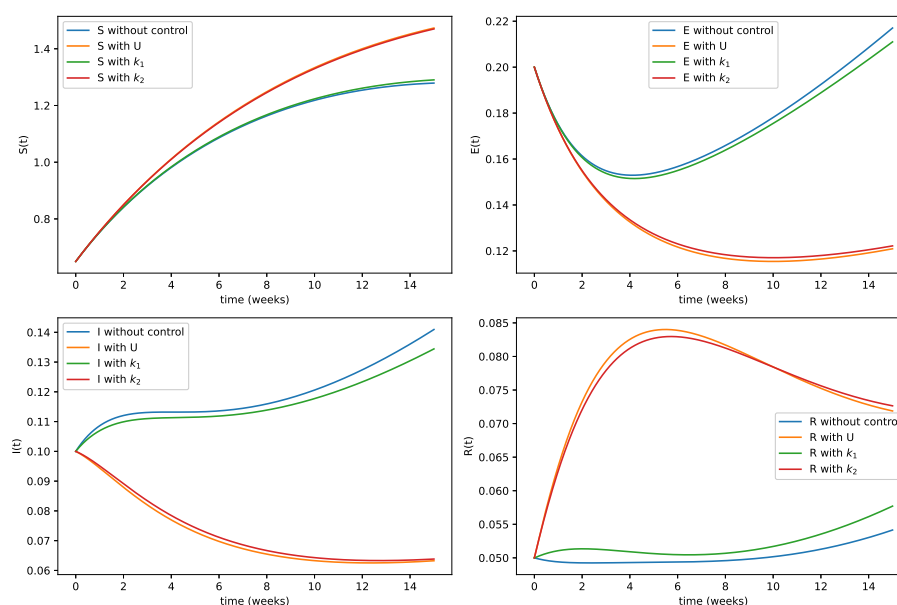 S without control
S with U
S with k₁
S with k₂
1.4
1.2
1.0
0.8
S(t)
0 2 4 6 8 10 12 14
time (weeks)
E without control
E with U
E with k₁
E with k₂
0.20
0.18
0.16
0.14
0.12
E(t)
0 2 4 6 8 10 12 14
time (weeks)
I without control
I with U
I with k₁
I with k₂
0.14
0.13
0.12
0.11
0.10
0.09
0.08
0.07
0.06
I(t)
0 2 4 6 8 10 12 14
time (weeks)
0.085
0.080
0.075
0.070
0.065
0.060
0.055
0.050
R(t)
R without control
R with U
R with k₁
R with k₂
0 2 4 6 8 10 12 14
time (weeks)